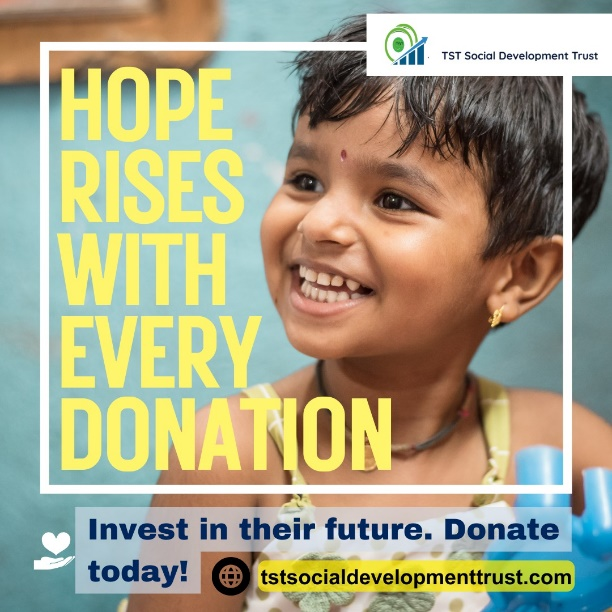 TST Social Development Trust
HOPE
RISES
WITH
EVERY
DONATION
Invest in their future. Donate
today!
tstsocialdevelopmenttrust.com